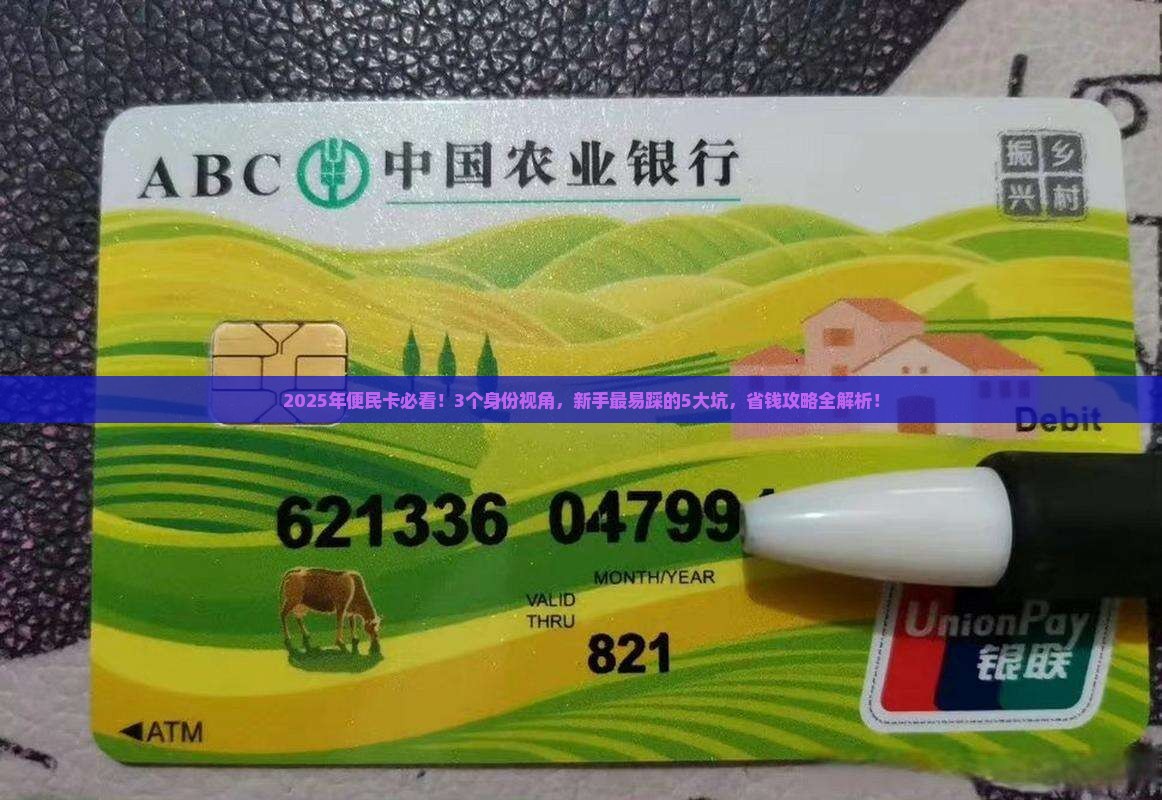 ABC 中国农业银行
振乡
兴村
2025年便民卡必看！3个身份视角，新手最易踩的5大坑，省钱攻略全解析！
Debit
621336 04799
MONTH/YEAR
VALID
THRU
821
UnionPay
银联
◀ATM